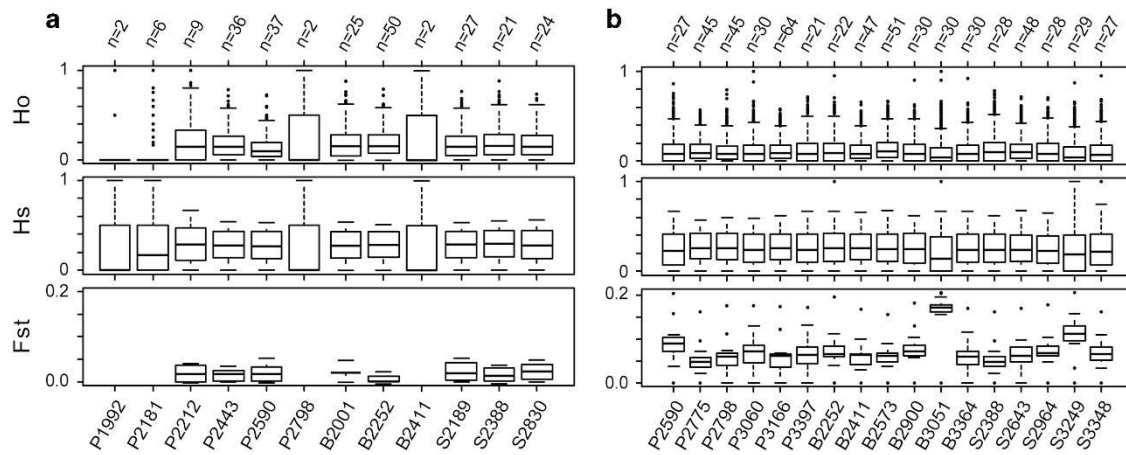 a
n=2 n=6 n=9 n=36 n=37 n=2 n=25 n=50 n=2 n=27 n=21 n=24
Ho
1
0
Hs
1
0
Fst
0.2
0.0
P1992 P2181 P2212 P2443 P2590 P2798 B2001 B2252 B2411 S2189 S2388 S2830
b
n=27 n=45 n=45 n=30 n=64 n=21 n=22 n=47 n=51 n=30 n=30 n=30 n=28 n=48 n=28 n=29 n=27
1
0
1
0
0.2
0.0
P2590 P2775 P2798 P3060 P3166 P3397 B2252 B2411 B2573 B2900 B3051 B3364 S2388 S2643 S2964 S3249 S3348